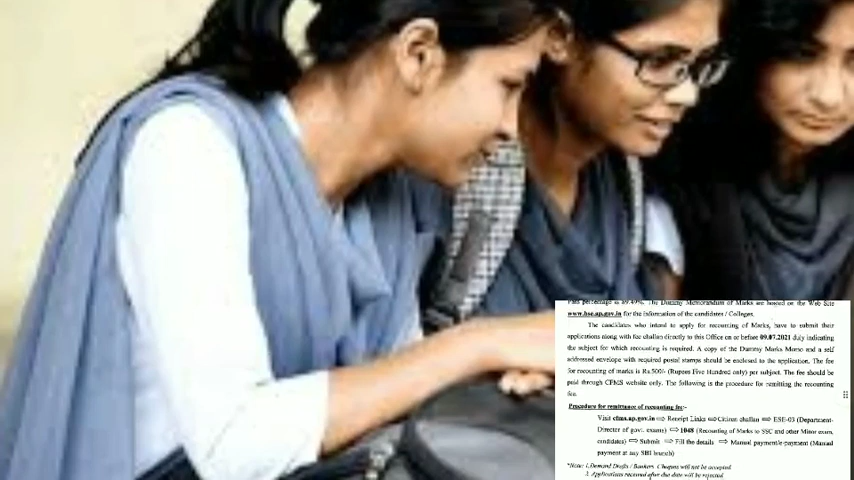 Pass percentage is 89.49%. The Dummy Memorandum of Marks are hosted on the Web Site
www.bse.ap.gov.in for the information of the candidates / Colleges.
The candidates who intend to apply for recounting of Marks, have to submit their
applications along with fee challan directly to this Office on or before 09.07.2021 duly indicating
the subject for which recounting is required. A copy of the Dummy Marks Memo and a self
addressed envelope with required postal stamps should be enclosed to the application. The fee
for recounting of marks is Rs.500/- (Rupees Five Hundred only) per subject. The fee should be
paid through CFMS website only. The following is the procedure for remitting the recounting
fee.
Procedure for remittance of recounting fee:-
Visit cfms.ap.gov.in ⇨ Receipt Links ⇨ Citizen challan ⇨ ESE-03 (Department-
Director of govt. exams) ⇨ 1048 (Recounting of Marks to SSC and other Minor exam,
candidates) ⇨ Submit ⇨ Fill the details ⇨ Manual payment/e-payment (Manual
payment at any SBI branch)
*Note: 1.Demand Drafts / Bankers Cheques will not be accepted
2. Applications received after due date will be rejected